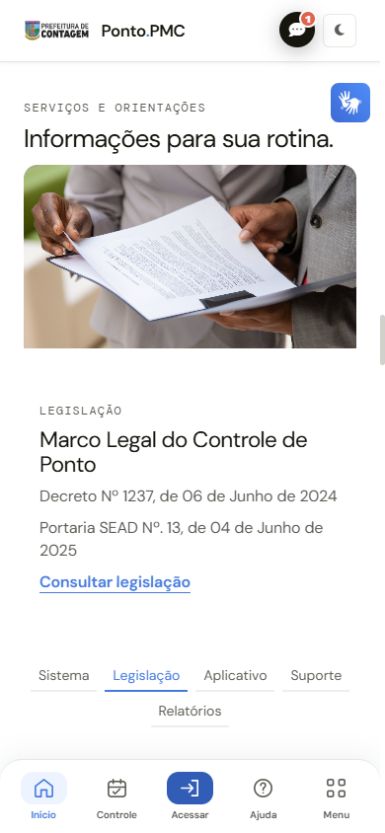 PREFEITURA DE
CONTAGEM
Ponto.PMC
1
SERVIÇOS E ORIENTAÇÕES
Informações para sua rotina.
LEGISLAÇÃO
Marco Legal do Controle de
Ponto
Decreto Nº 1237, de 06 de Junho de 2024
Portaria SEAD Nº. 13, de 04 de Junho de
2025
Consultar legislação
Sistema Legislação Aplicativo Suporte
Relatórios
Início Controle Acessar Ajuda Menu